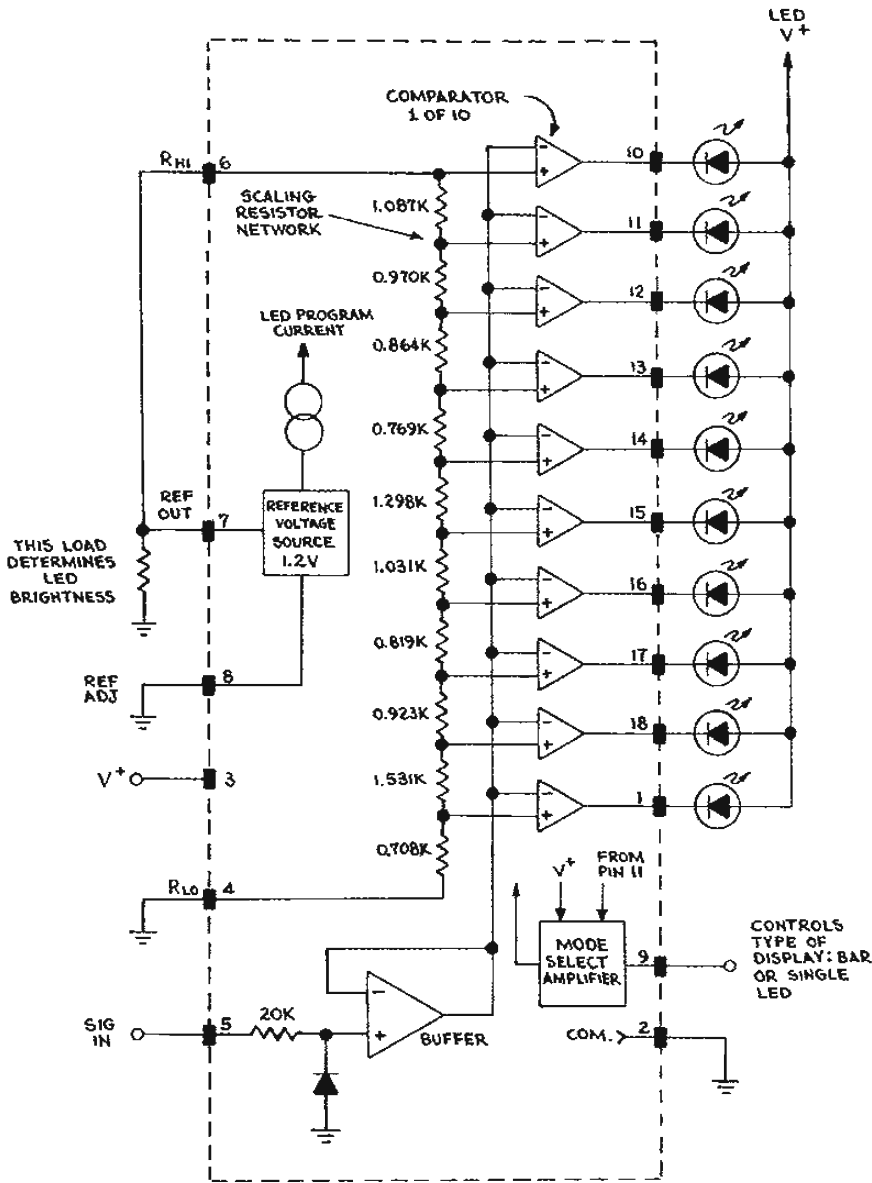 LED
V+
COMPARATOR
1 OF 10
RHI
6
10
SCALING
RESISTOR
NETWORK
1.087K
11
0.970K
12
LED PROGRAM
CURRENT
0.864K
13
0.769K
14
REF
OUT
7
REFERENCE
VOLTAGE
SOURCE
1.2V
1.298K
15
THIS LOAD
DETERMINES
LED
BRIGHTNESS
1.031K
16
0.819K
17
REF
ADJ
8
0.923K
18
V+
3
1.531K
1
0.708K
RLO
4
V+
FROM
PIN 11
MODE
SELECT
AMPLIFIER
9
CONTROLS
TYPE OF
DISPLAY: BAR
OR SINGLE
LED
SIG
IN
5
20K
BUFFER
COM.
2
- +
- +
- +
- +
- +
- +
- +
- +
- +
- +
- +